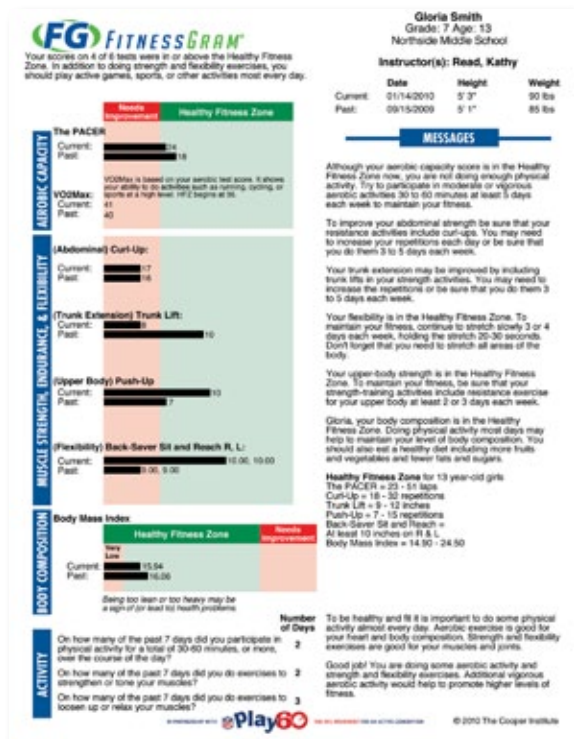 FG FITNESSGRAM®
Your scores on 4 of 6 tests were in or above the Healthy Fitness
Zone. In addition to doing strength and flexibility exercises, you
should play active games, sports, or other activities most every day.
Gloria Smith
Grade: 7 Age: 13
Northside Middle School
Instructor(s): Read, Kathy
Date Height Weight
Current: 01/14/2010 5' 3" 90 lbs
Past: 09/15/2009 5' 1" 85 lbs
Needs
Improvement
Healthy Fitness Zone
AEROBIC CAPACITY
The PACER
Current: 24
Past: 18
VO2Max is based on your aerobic test score. It shows
your ability to do activities such as running, cycling, or
sports at a high level. HFZ begins at
VO2Max:
Current: 41
Past: 40
MUSCLE STRENGTH, ENDURANCE, & FLEXIBILITY
(Abdominal) Curl-Up:
Current: 17
Past: 16
(Trunk Extension) Trunk Lift:
Current: 8
Past: 10
(Upper Body) Push-Up
Current: 10
Past: 7
(Flexibility) Back-Saver Sit and Reach R, L:
Current: 10.00, 10.00
Past: 9.00, 9.00
BODY COMPOSITION
Body Mass Index
Healthy Fitness Zone
Needs
Improvement
Very
Low
Current: 15.94
Past: 16.06
Being too lean or too heavy may be
a sign of (or lead to) health problems
MESSAGES
Although your aerobic capacity score is in the Healthy
Fitness Zone now, you are not doing enough physical
activity. Try to participate in moderate or vigorous
aerobic activities 30 to 60 minutes at least 5 days
each week to maintain your fitness.
To improve your abdominal strength be sure that your
resistance activities include curl-ups. You may need
to increase your repetitions each day or be sure that
you do them 3 to 5 days each week.
Your trunk extension may be improved by including
trunk lifts in your strength activities. You may need to
increase the repetitions or be sure that you do them 3
to 5 days each week.
Your flexibility is in the Healthy Fitness Zone. To
maintain your fitness, continue to stretch slowly 3 or 4
days each week, holding the stretch 20-30 seconds.
Don't forget that you need to stretch all areas of the
body.
Your upper-body strength is in the Healthy Fitness
Zone. To maintain your fitness, be sure that your
strength-training activities include resistance exercise
for your upper body at least 2 or 3 days each week.
Gloria, your body composition is in the Healthy
Fitness Zone. Doing physical activity most days may
help to maintain your level of body composition. You
should also eat a healthy diet including more fruits
and vegetables and fewer fats and sugars.
Healthy Fitness Zone for 13 year-old girls
The PACER = 23 - 51 laps
Curl-Up = 18 - 32 repetitions
Trunk Lift = 9 - 12 inches
Push-Up = 7 - 15 repetitions
Back-Saver Sit and Reach =
At least 10 inches on R & L
Body Mass Index = 14.90 - 24.50
ACTIVITY
Number
of Days
On how many of the past 7 days did you participate in
physical activity for a total of 30-60 minutes, or more,
over the course of the day? 2
On how many of the past 7 days did you do exercises to
strengthen or tone your muscles? 2
On how many of the past 7 days did you do exercises to
loosen up or relax your muscles? 3
To be healthy and fit it is important to do some physical
activity almost every day. Aerobic exercise is good for
your heart and body composition. Strength and flexibility
exercises are good for your muscles and joints.
Good job! You are doing some aerobic activity and
strength and flexibility exercises. Additional vigorous
aerobic activity would help to promote higher levels of
fitness.
IN PARTNERSHIP WITH
Play60
© 2010 The Cooper Institute